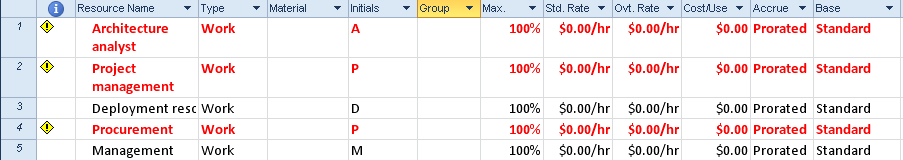 Resource Name Type Material Initials Group Max. Std. Rate Ovt. Rate Cost/Use Accrue Base
1 Architecture analyst Work A 100% $0.00/hr $0.00/hr $0.00 Prorated Standard
2 Project management Work P 100% $0.00/hr $0.00/hr $0.00 Prorated Standard
3 Deployment resc Work D 100% $0.00/hr $0.00/hr $0.00 Prorated Standard
4 Procurement Work P 100% $0.00/hr $0.00/hr $0.00 Prorated Standard
5 Management Work M 100% $0.00/hr $0.00/hr $0.00 Prorated Standard